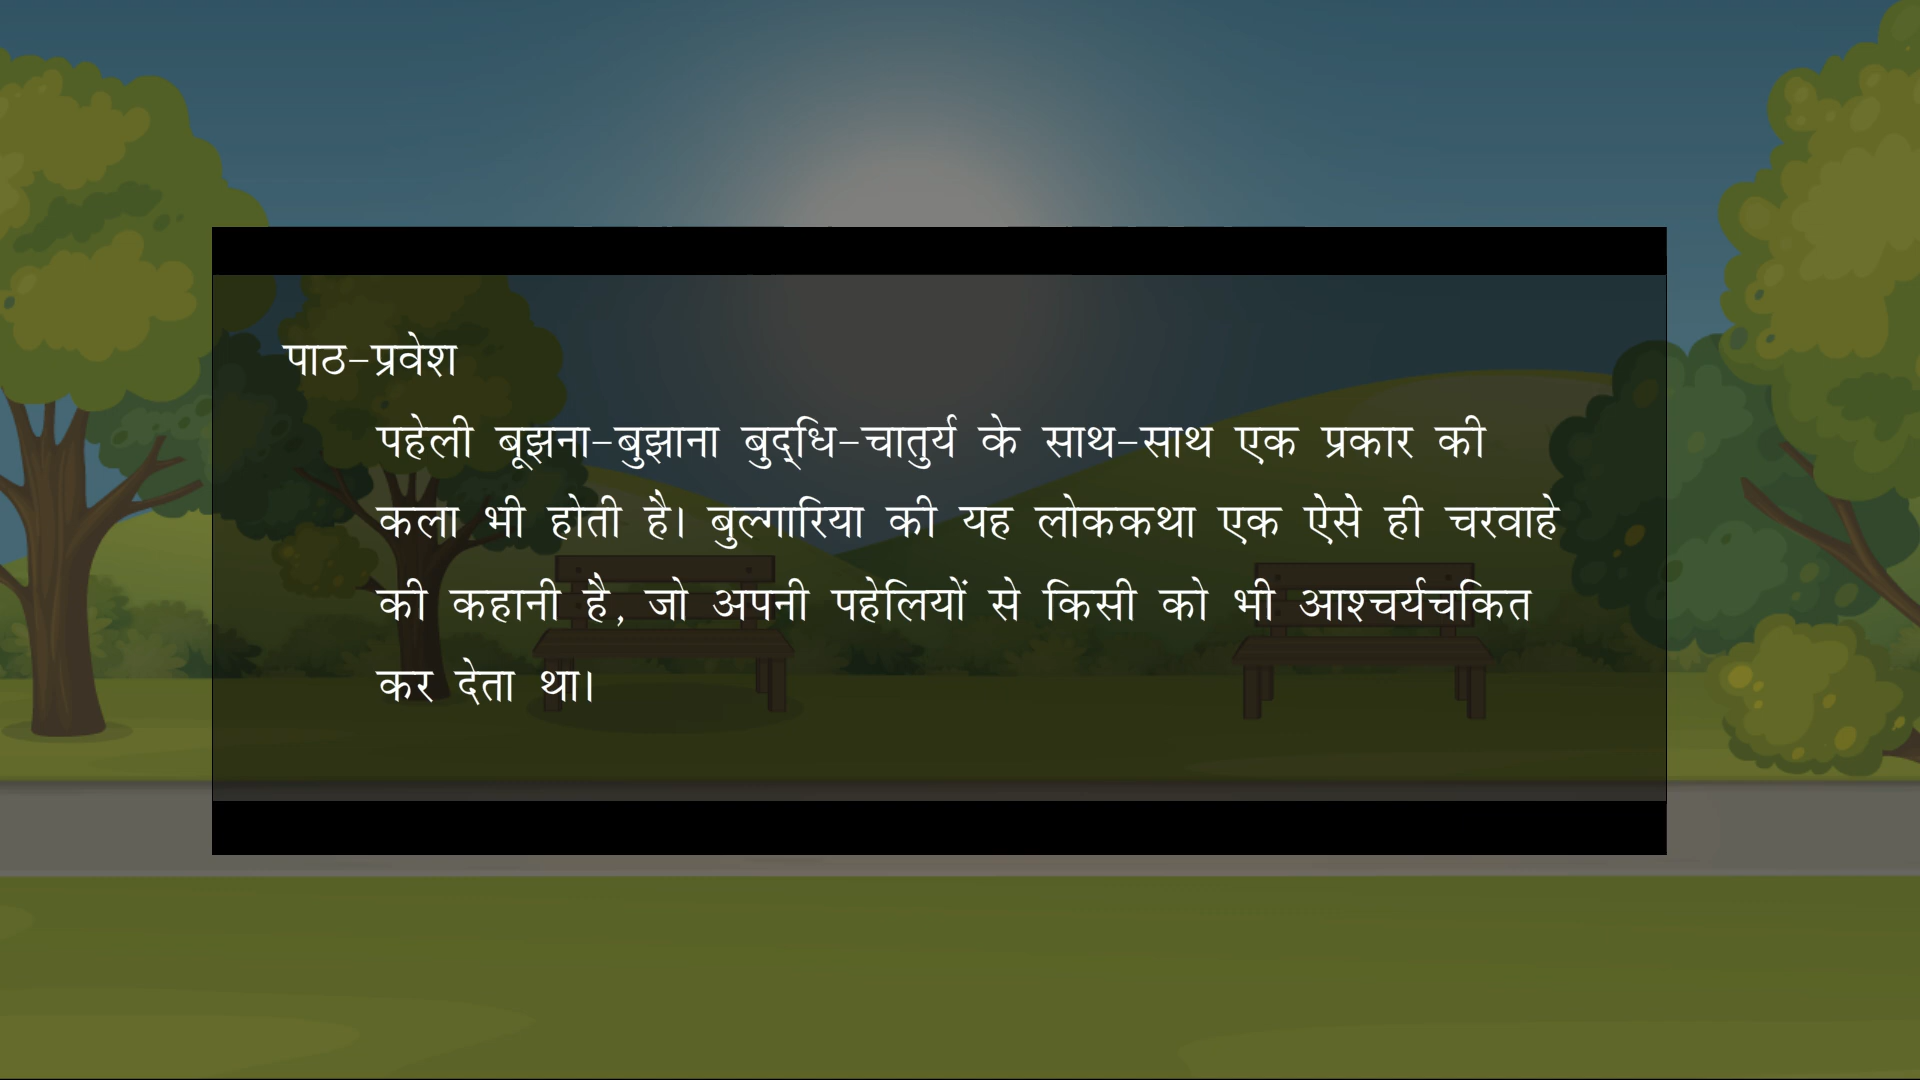 पाठ-प्रवेश
पहेली बूझना-बुझाना बुद्‌धि-चातुर्य के साथ-साथ एक प्रकार की
कला भी होती है। बुल्गारिया की यह लोककथा एक ऐसे ही चरवाहे
की कहानी है, जो अपनी पहेलियों से किसी को भी आश्चर्यचकित
कर देता था।